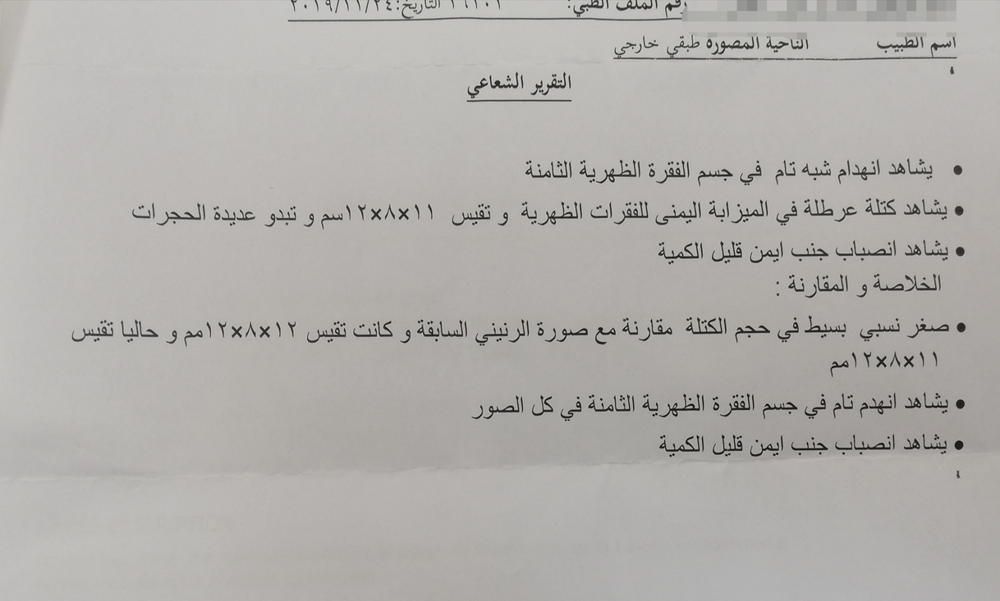 رقم الملف الطبي: ١٦٣٠١ التاريخ:٢٠١٩/١١/٢٤
اسم الطبيب الناحية المصورة طبقي خارجي
التقرير الشعاعي
• يشاهد انهدام شبه تام في جسم الفقرة الظهرية الثامنة
• يشاهد كتلة عرطلة في الميزابة اليمنى للفقرات الظهرية و تقيس ١١×٨×١٢سم و تبدو عديدة الحجرات
• يشاهد انصباب جنب ايمن قليل الكمية
الخلاصة و المقارنة :
• صغر نسبي بسيط في حجم الكتلة مقارنة مع صورة الرنيني السابقة و كانت تقيس ١٢×٨×١٢مم و حاليا تقيس
١١×٨×١٢مم
• يشاهد انهدم تام في جسم الفقرة الظهرية الثامنة في كل الصور
• يشاهد انصباب جنب ايمن قليل الكمية